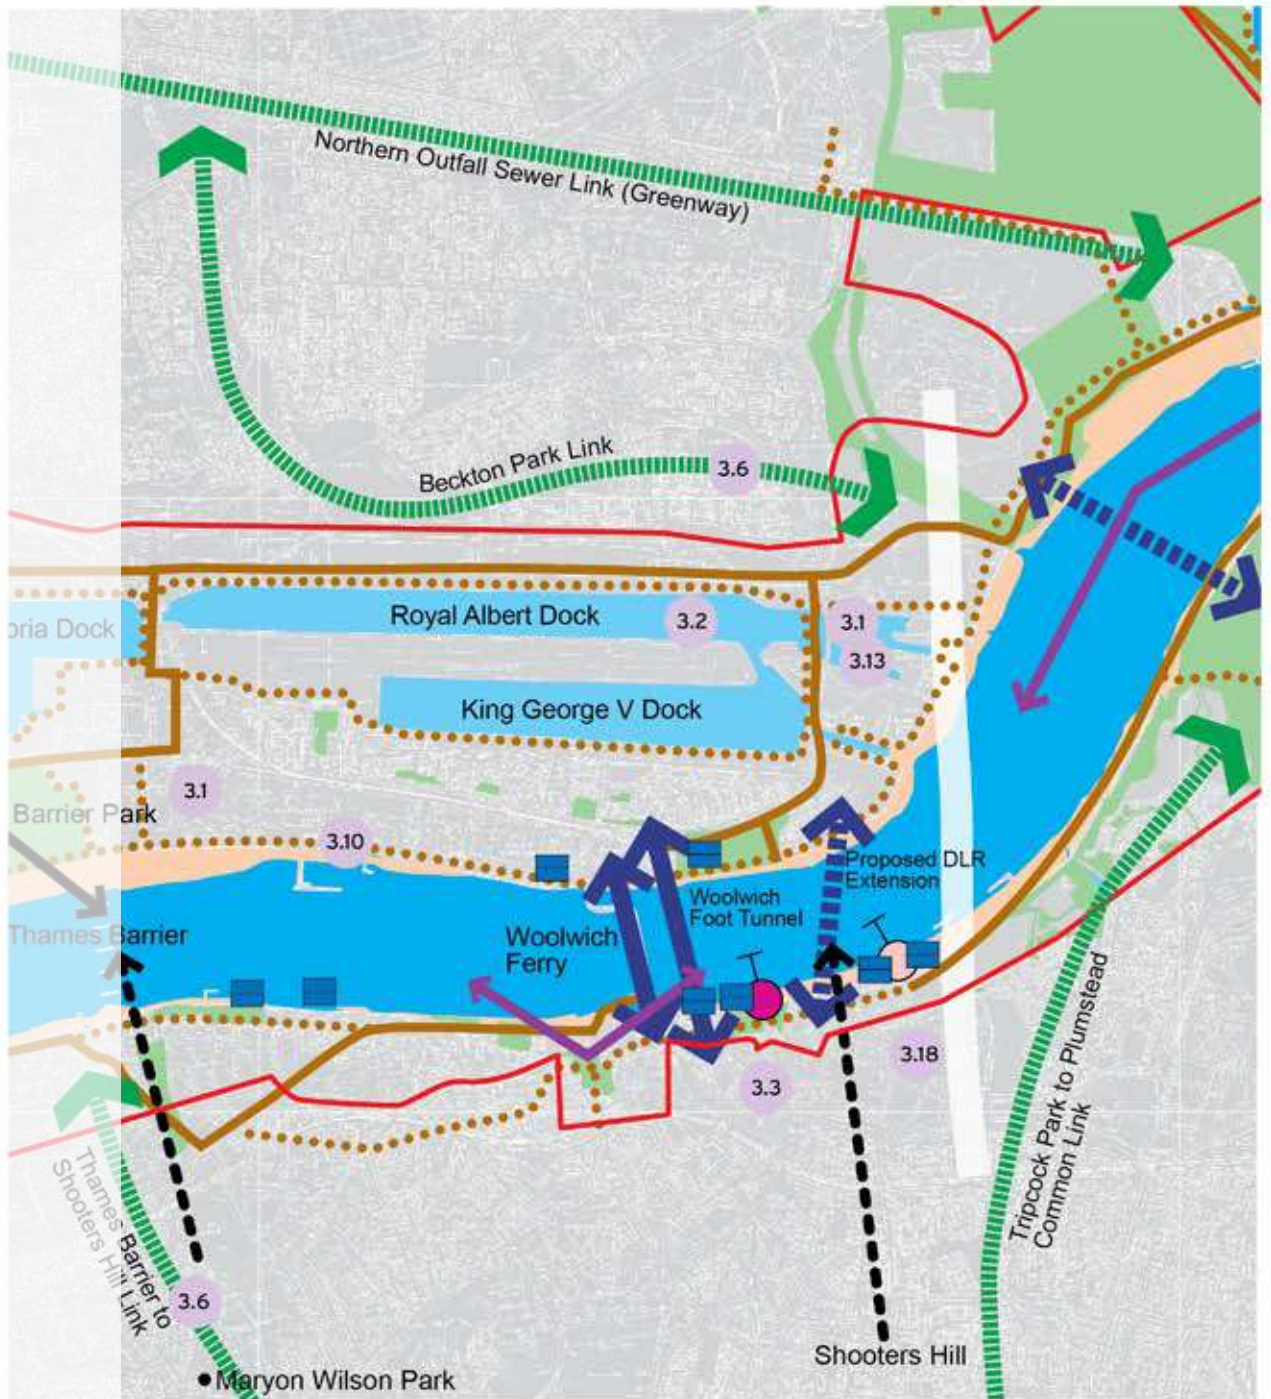 Northern Outfall Sewer Link (Greenway)
Beckton Park Link
3.6
Royal Albert Dock
3.2
3.1
3.13
oria Dock
King George V Dock
3.1
Barrier Park
3.10
Proposed DLR
Extension
Woolwich
Foot Tunnel
Woolwich
Ferry
Thames Barrier
3.18
3.3
Tripcock Park to Plumstead
Common Link
Thames Barrier to
Shooters Hill Link
3.6
Shooters Hill
Maryon Wilson Park